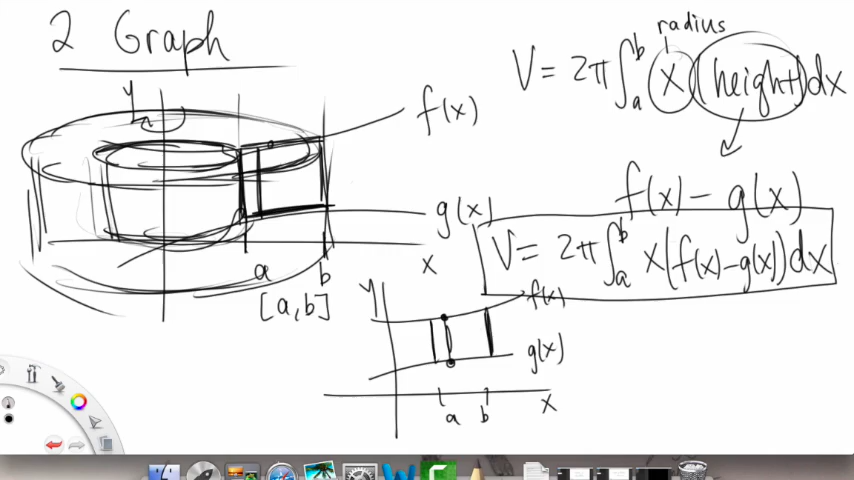 2 Graph
radius
V = 2π∫ₐᵇ x (height) dx
y
f(x)
f(x) - g(x)
g(x)
V = 2π∫ₐᵇ x(f(x)-g(x))dx
x
a
b
[a,b]
y
f(x)
g(x)
x
a
b